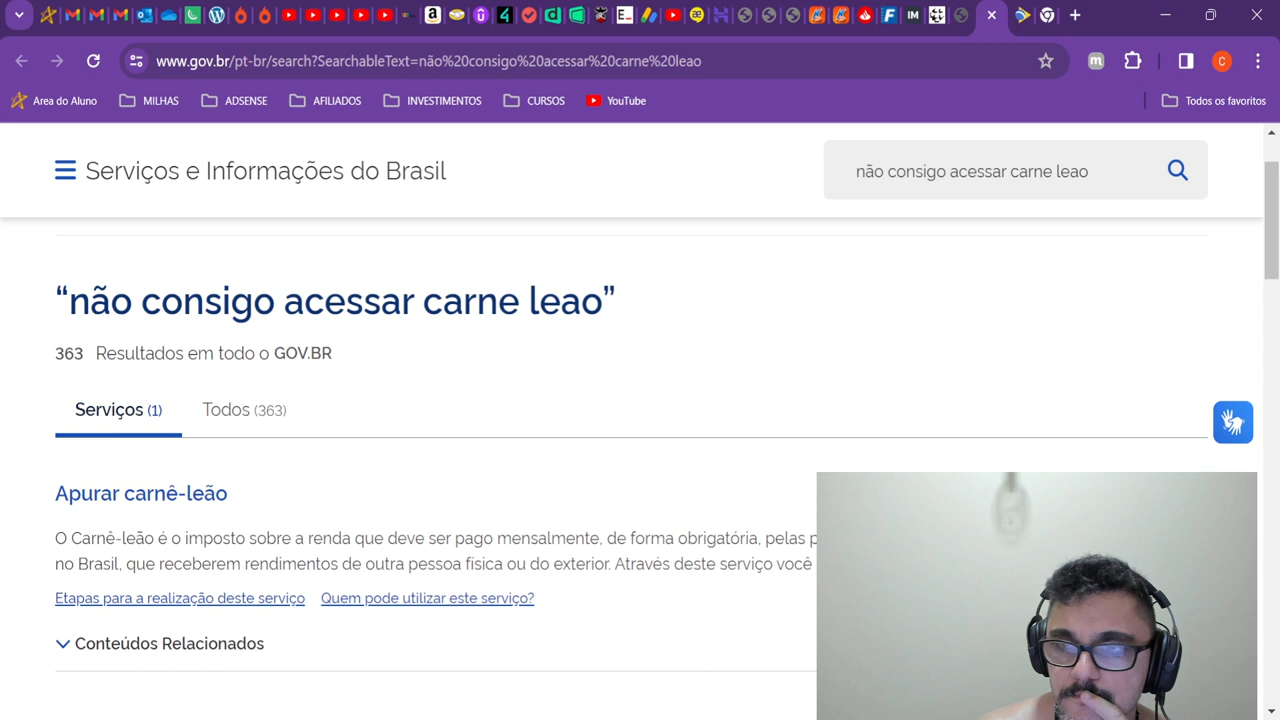 www.gov.br/pt-br/search?SearchableText=não%20consigo%20acessar%20carne%20leao
C
Area do Aluno MILHAS ADSENSE AFILIADOS INVESTIMENTOS CURSOS YouTube Todos os favoritos
Serviços e Informações do Brasil
não consigo acessar carne leao
“não consigo acessar carne leao”
363 Resultados em todo o GOV.BR
Serviços (1) Todos (363)
Apurar carnê-leão
O Carnê-leão é o imposto sobre a renda que deve ser pago mensalmente, de forma obrigatória, pelas p
no Brasil, que receberem rendimentos de outra pessoa física ou do exterior. Através deste serviço você
Etapas para a realização deste serviço Quem pode utilizar este serviço?
Conteúdos Relacionados